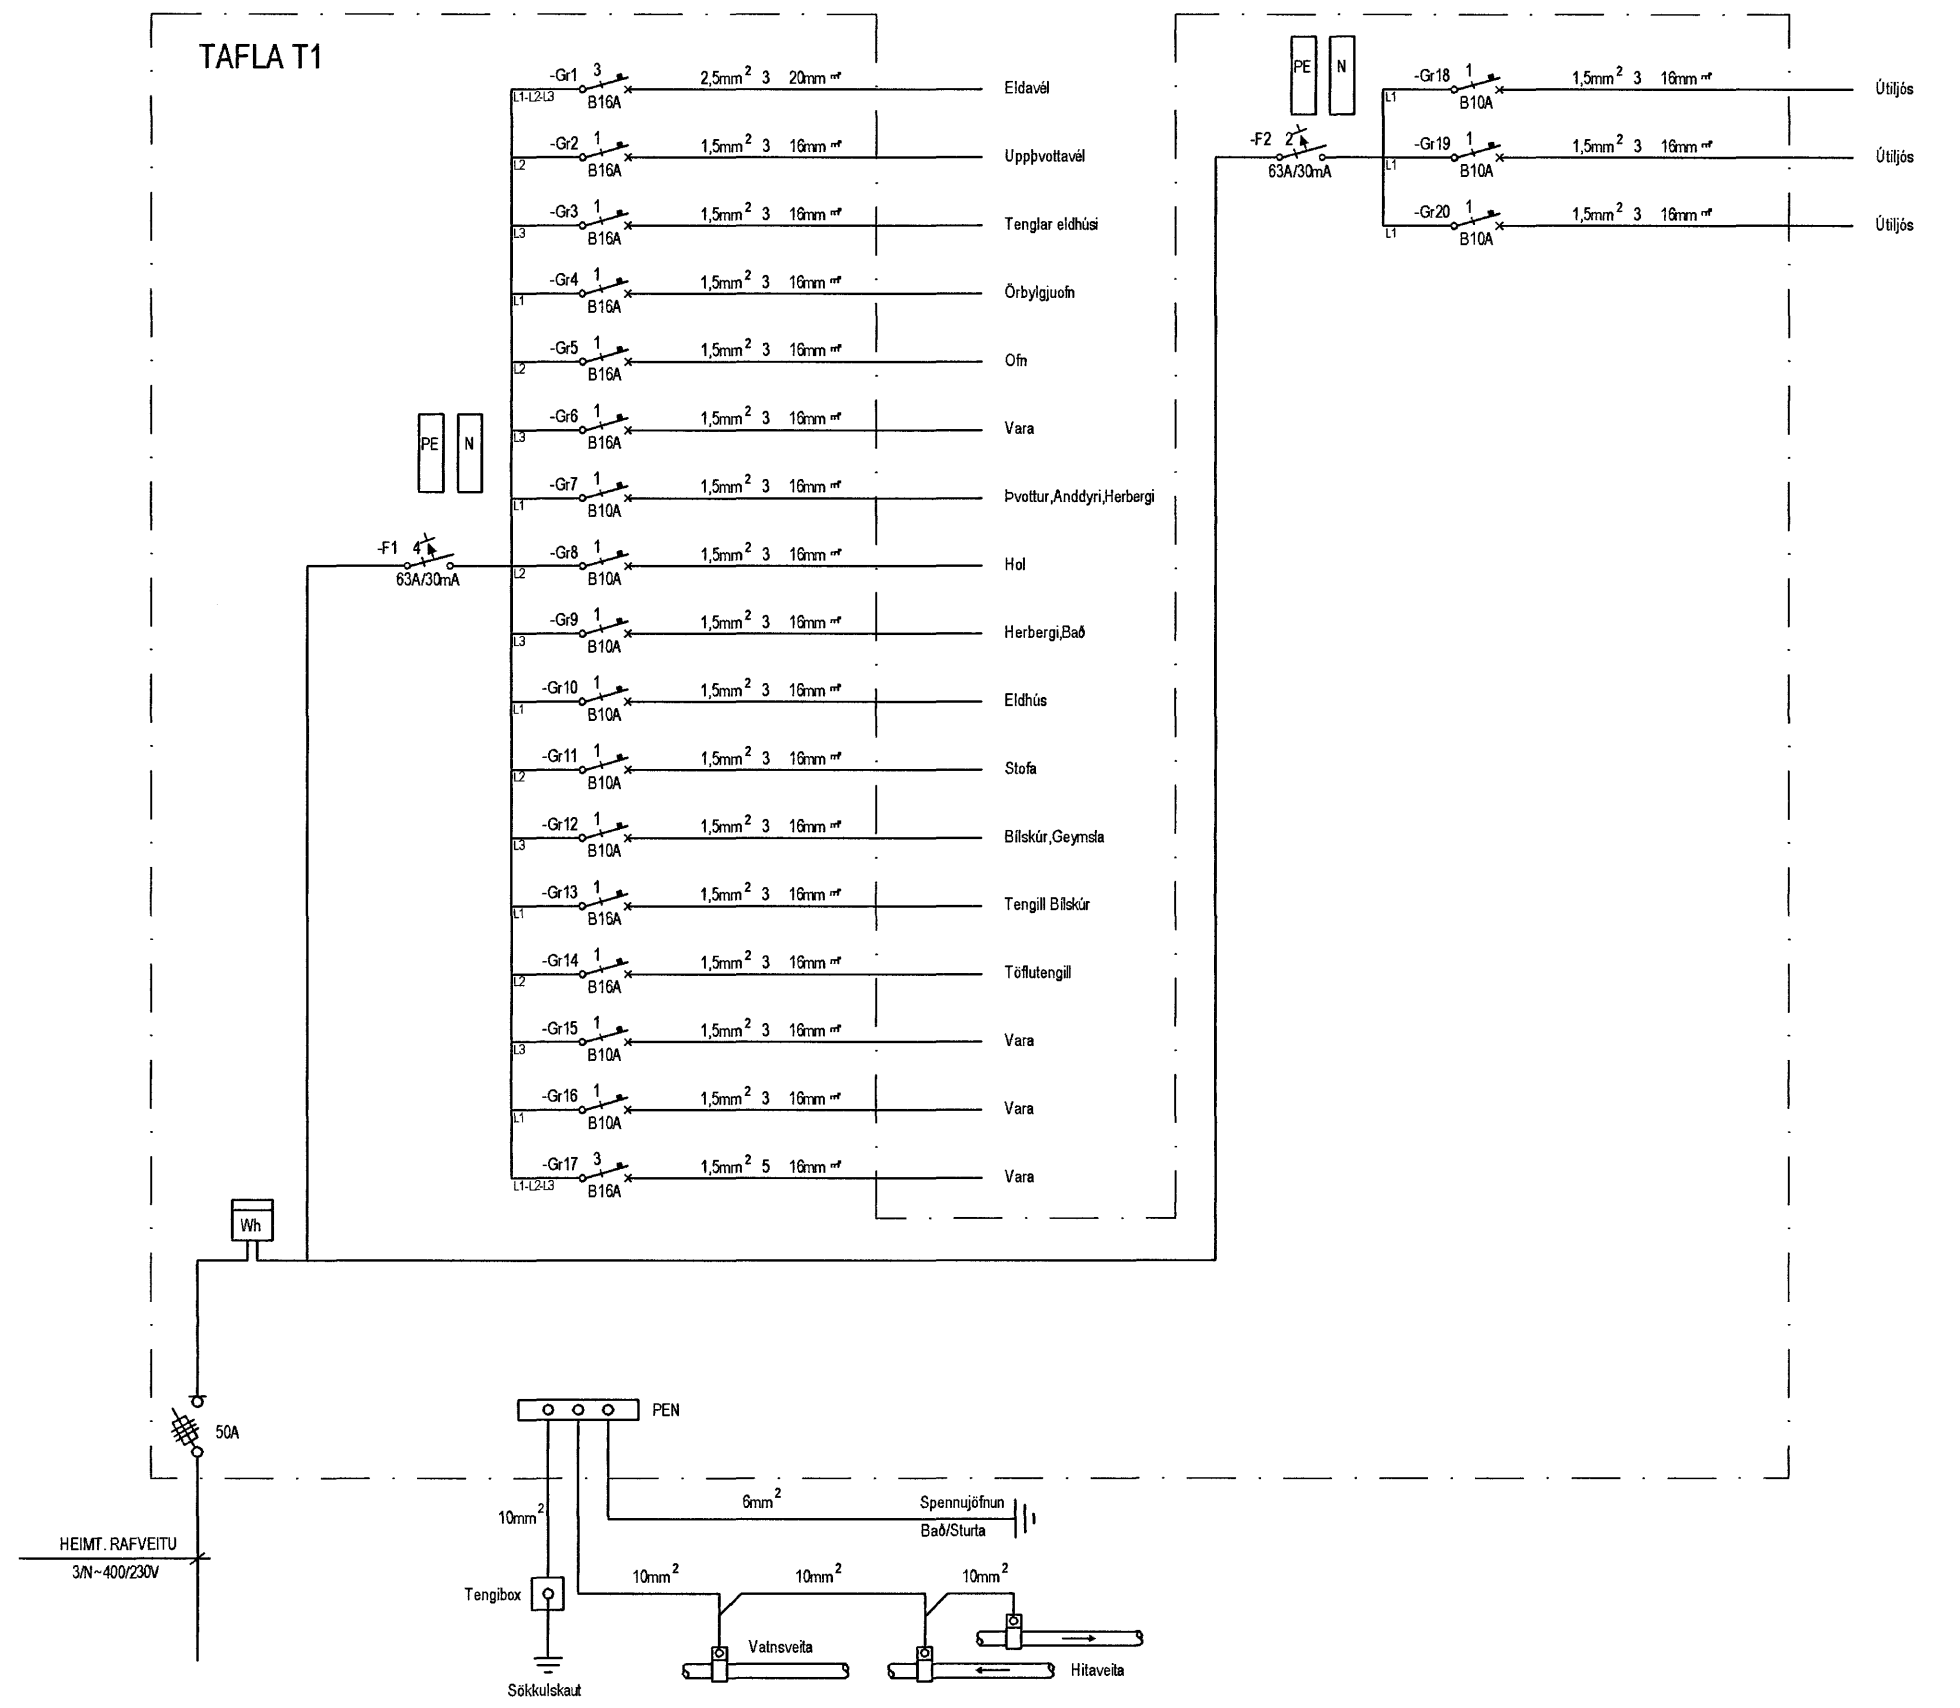 TAFLA T1
-Gr1 3 L1-L2-L3 B16A 2,5mm² 3 20mm Eldavél
-Gr2 1 L2 B16A 1,5mm² 3 16mm Uppþvottavél
-Gr3 1 L3 B16A 1,5mm² 3 16mm Tenglar eldhúsi
-Gr4 1 L1 B16A 1,5mm² 3 16mm Örbylgjuofn
-Gr5 1 L2 B16A 1,5mm² 3 16mm Ofn
-Gr6 1 L3 B16A 1,5mm² 3 16mm Vara
PE N
-Gr7 1 L1 B10A 1,5mm² 3 16mm Þvottur,Anddyri,Herbergi
-F1 4 63A/30mA
-Gr8 1 L2 B10A 1,5mm² 3 16mm Hol
-Gr9 1 L3 B10A 1,5mm² 3 16mm Herbergi,Bað
-Gr10 1 L1 B10A 1,5mm² 3 16mm Eldhús
-Gr11 1 L2 B10A 1,5mm² 3 16mm Stofa
-Gr12 1 L3 B10A 1,5mm² 3 16mm Bílskúr,Geymsla
-Gr13 1 L1 B16A 1,5mm² 3 16mm Tengill Bílskúr
-Gr14 1 L2 B16A 1,5mm² 3 16mm Töflutengill
-Gr15 1 L3 B10A 1,5mm² 3 16mm Vara
-Gr16 1 L1 B10A 1,5mm² 3 16mm Vara
-Gr17 3 L1-L2-L3 B16A 1,5mm² 5 16mm Vara
PE N
-F2 2 63A/30mA
-Gr18 1 L1 B10A 1,5mm² 3 16mm Útiljós
-Gr19 1 L1 B10A 1,5mm² 3 16mm Útiljós
-Gr20 1 L1 B10A 1,5mm² 3 16mm Útiljós
Wh
50A
PEN
HEIMT. RAFVEITU
3/N~400/230V
10mm²
6mm²
Spennujöfnun
Bað/Sturta
Tengibox
10mm² 10mm² 10mm²
Vatnsveita
Hitaveita
Sökkulskaut